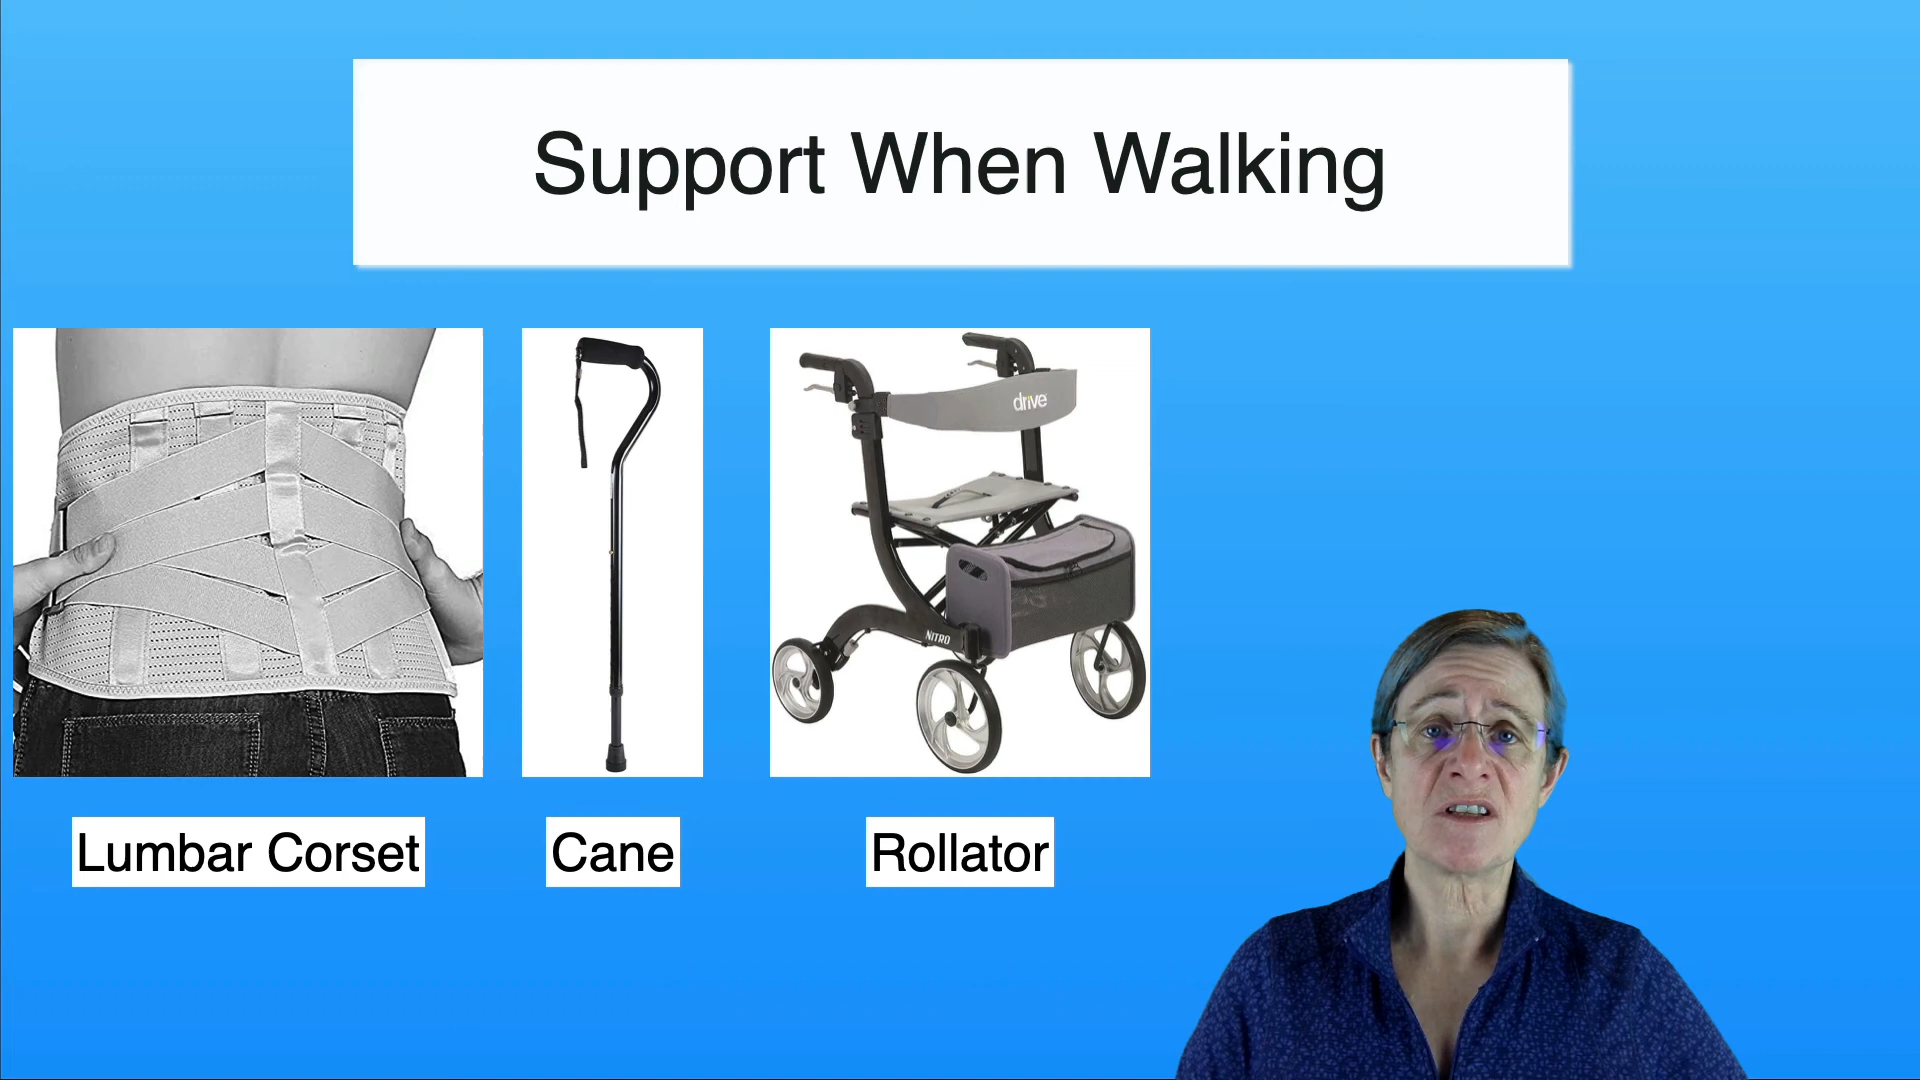 Support When Walking
drive
NITRO
Lumbar Corset
Cane
Rollator